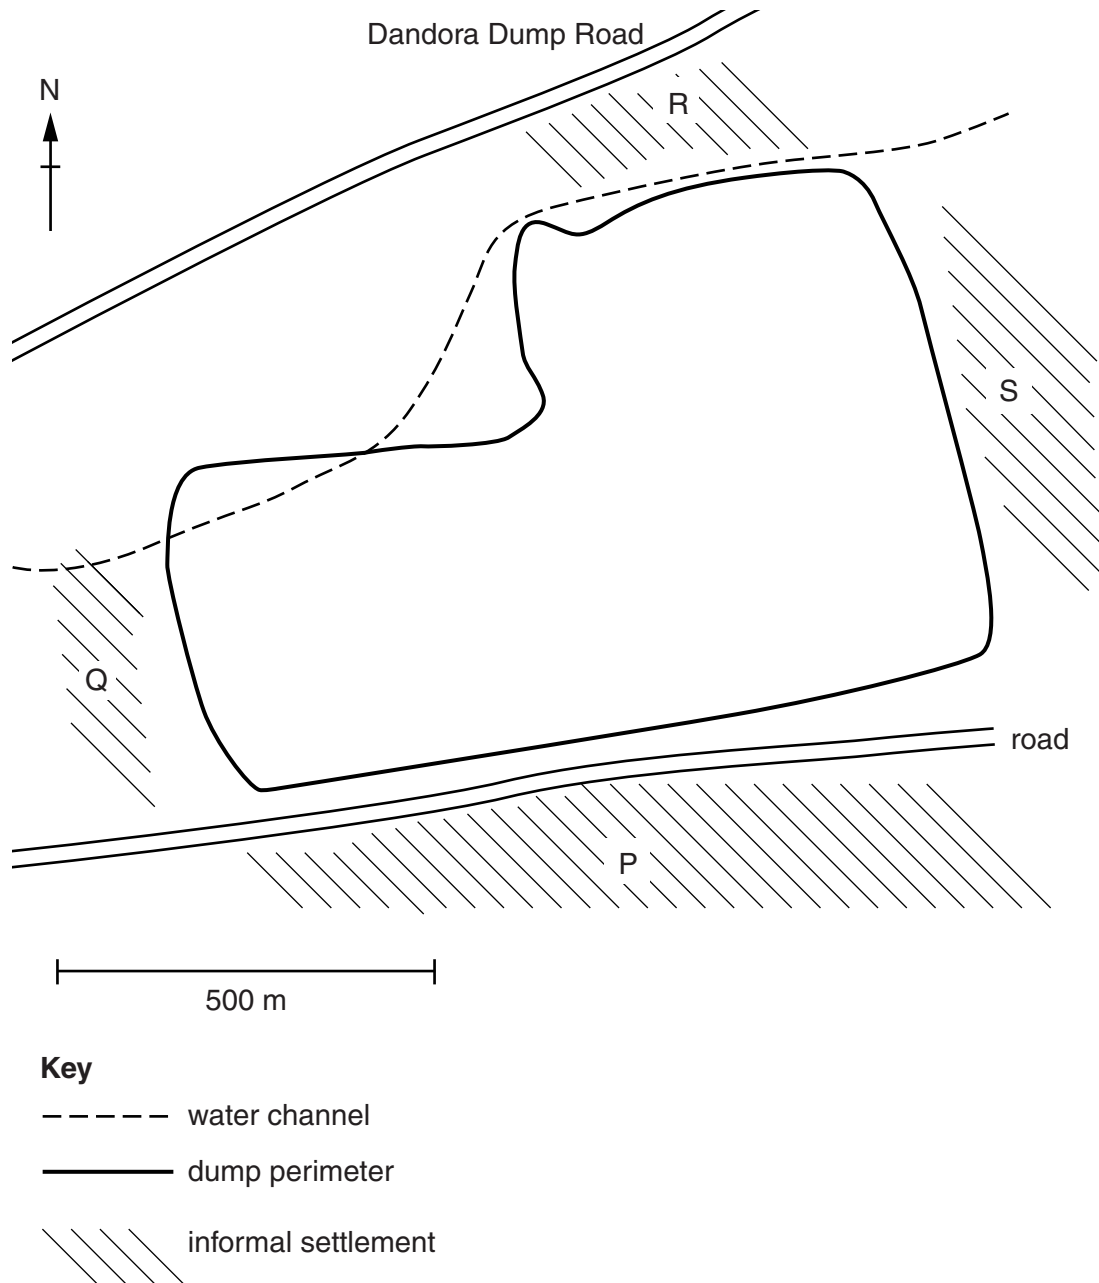 Dandora Dump Road
N
R
S
Q
road
P
500 m
Key
water channel
dump perimeter
informal settlement